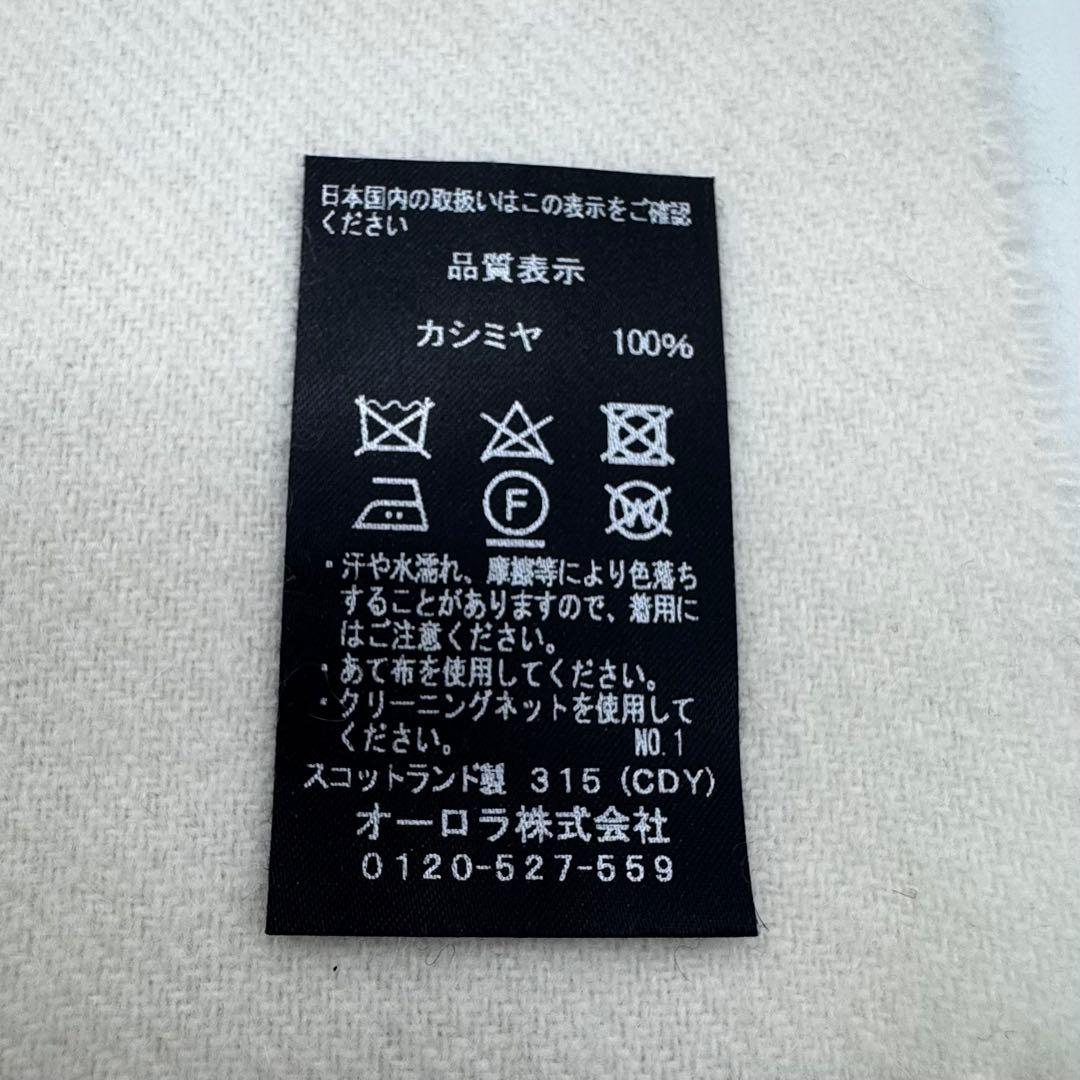 日本国内の取扱いはこの表示をご確認
ください
品質表示
カシミヤ 100%
F
W
・汗や水濡れ、摩擦等により色落ち
することがありますので、着用に
はご注意ください。
・あて布を使用してください。
・クリーニングネットを使用して
ください。 NO.1
スコットランド製 315 (CDY)
オーロラ株式会社
0120-527-559